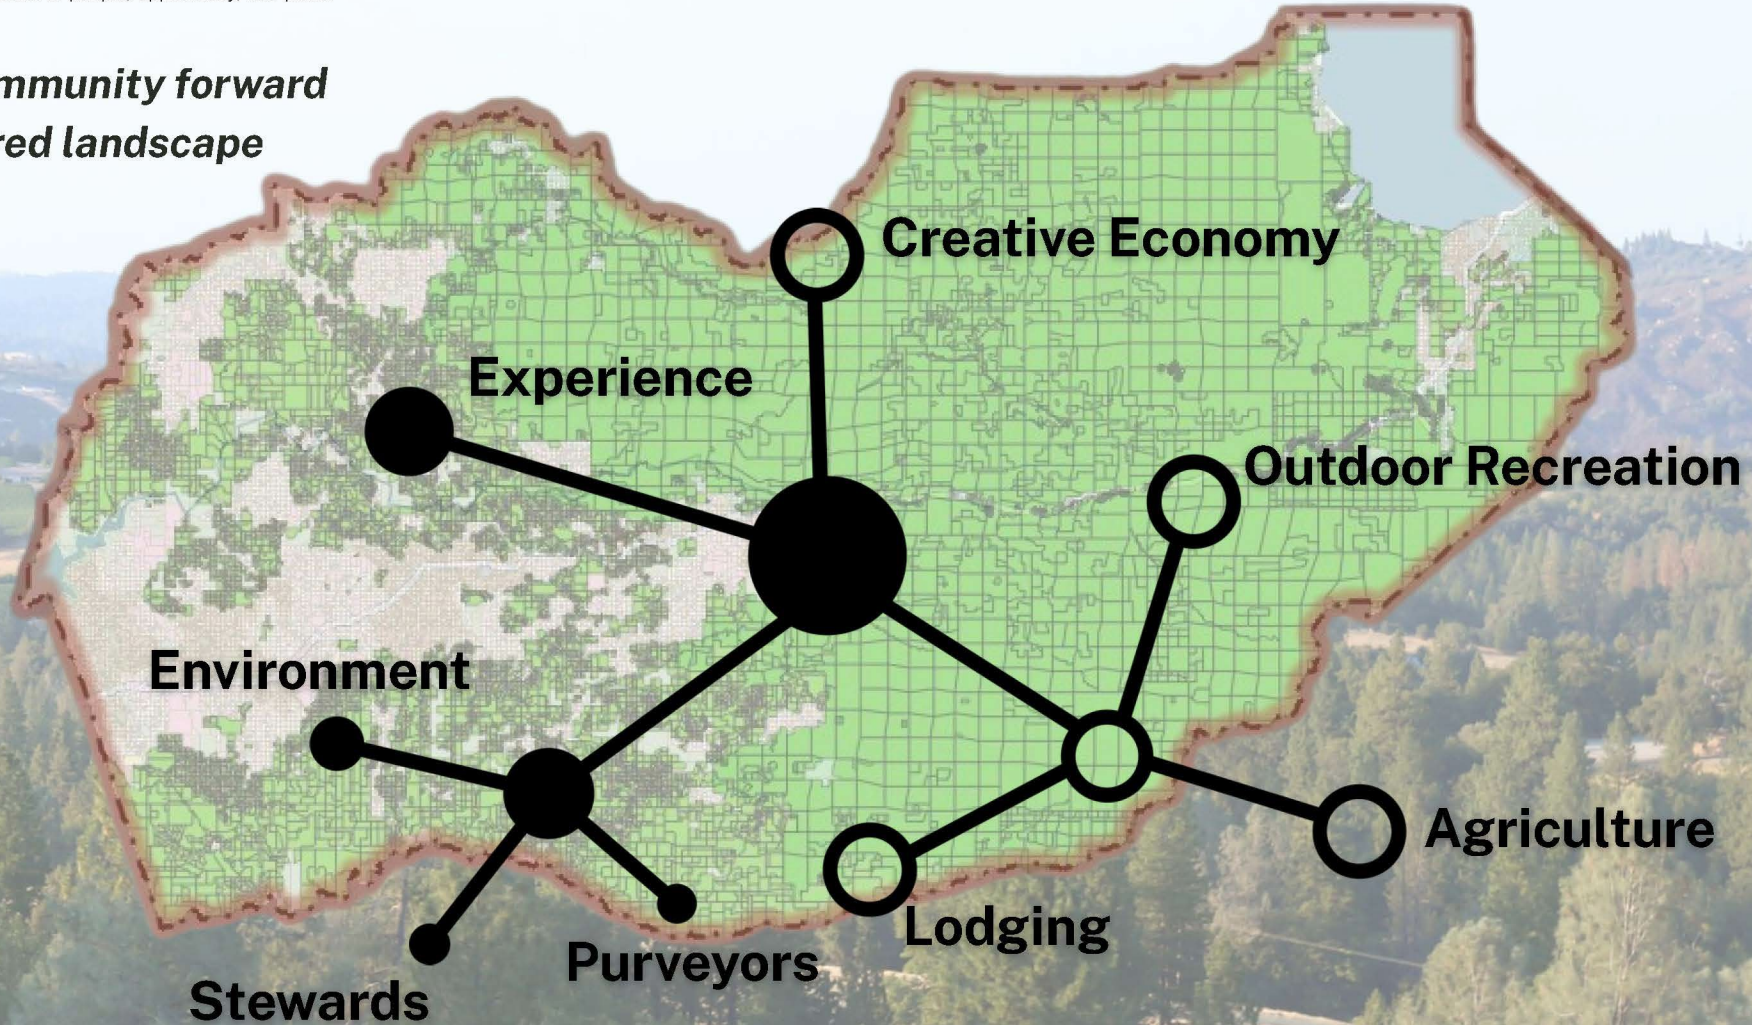 mmunity forward
red landscape
Creative Economy
Experience
Outdoor Recreation
Environment
Agriculture
Lodging
Purveyors
Stewards